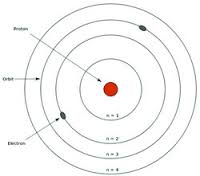 Proton
Orbit
Electron
n = 1
n = 2
n = 3
n = 4